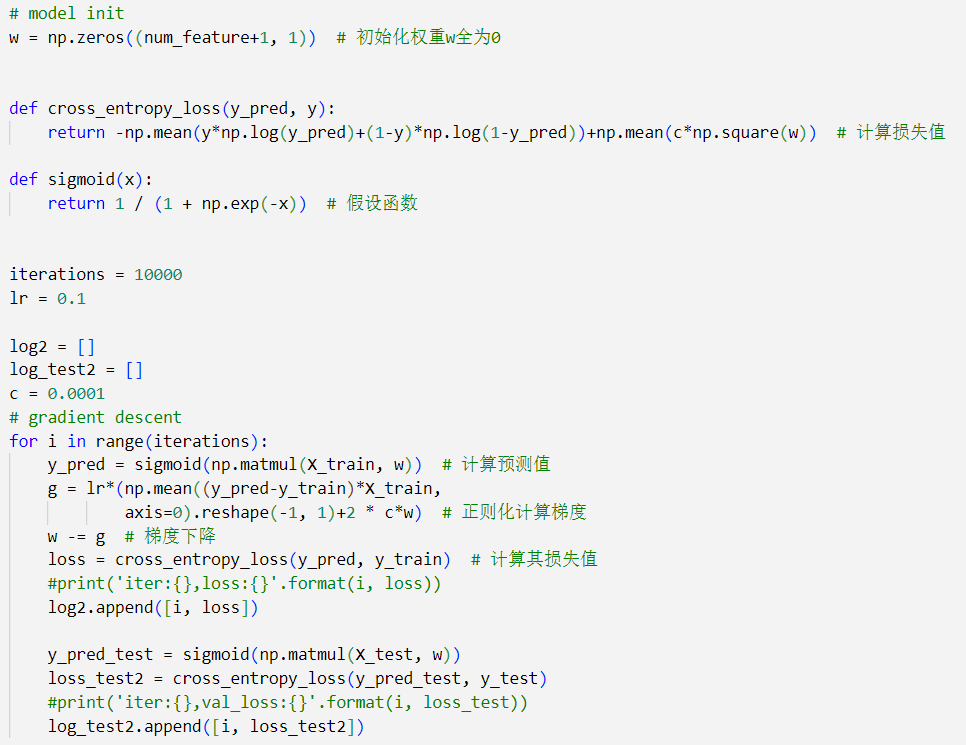 # model init
w = np.zeros((num_feature+1, 1))  # 初始化权重w全为0
def cross_entropy_loss(y_pred, y):
    return -np.mean(y*np.log(y_pred)+(1-y)*np.log(1-y_pred))+np.mean(c*np.square(w))  # 计算损失值
def sigmoid(x):
    return 1 / (1 + np.exp(-x))  # 假设函数
iterations = 10000
lr = 0.1
log2 = []
log_test2 = []
c = 0.0001
# gradient descent
for i in range(iterations):
    y_pred = sigmoid(np.matmul(X_train, w))  # 计算预测值
    g = lr*(np.mean((y_pred-y_train)*X_train,
            axis=0).reshape(-1, 1)+2 * c*w)  # 正则化计算梯度
    w -= g  # 梯度下降
    loss = cross_entropy_loss(y_pred, y_train)  # 计算其损失值
    #print('iter:{},loss:{}'.format(i, loss))
    log2.append([i, loss])
    y_pred_test = sigmoid(np.matmul(X_test, w))
    loss_test2 = cross_entropy_loss(y_pred_test, y_test)
    #print('iter:{},val_loss:{}'.format(i, loss_test))
    log_test2.append([i, loss_test2])